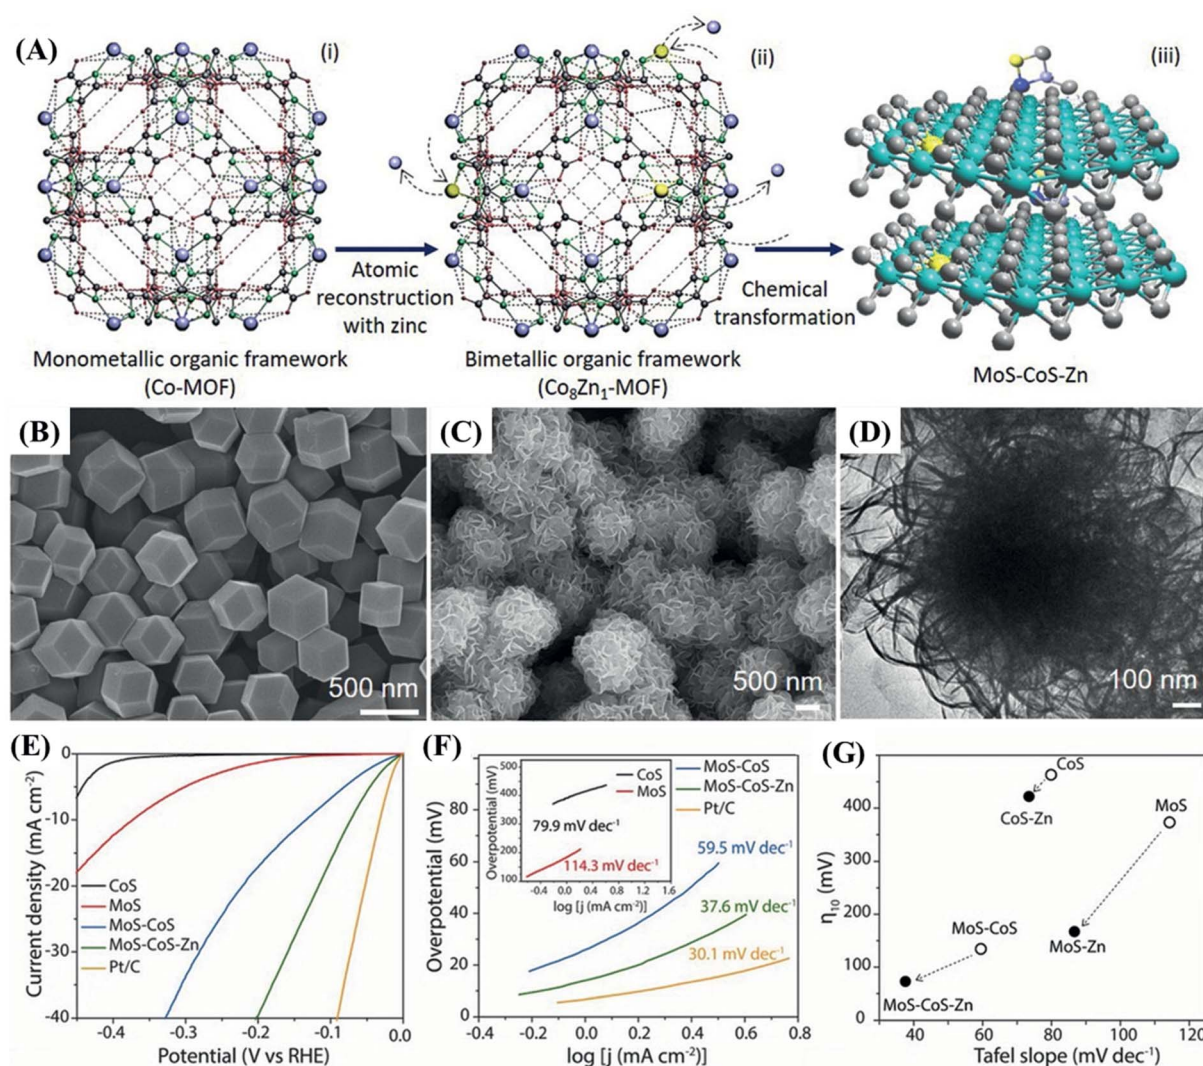 (A)
(i)
(ii)
(iii)
Atomic
reconstruction
with zinc
Chemical
transformation
Monometallic organic framework
(Co-MOF)
Bimetallic organic framework
(Co₈Zn₁-MOF)
MoS-CoS-Zn
(B)
500 nm
(C)
500 nm
(D)
100 nm
(E)
0
-10
-20
-30
-40
Current density (mA cm⁻²)
CoS
MoS
MoS-CoS
MoS-CoS-Zn
Pt/C
-0.4 -0.3 -0.2 -0.1 0.0
Potential (V vs RHE)
(F)
80
60
40
20
0
Overpotential (mV)
MoS-CoS
MoS-CoS-Zn
Pt/C
500
400
300
200
100
Overpotential (mV)
CoS
MoS
79.9 mV dec⁻¹
114.3 mV dec⁻¹
-0.4 0.0 0.4 0.8 1.2 1.6
log [j (mA cm⁻²)]
59.5 mV dec⁻¹
37.6 mV dec⁻¹
30.1 mV dec⁻¹
-0.4 -0.2 0.0 0.2 0.4 0.6 0.8
log [j (mA cm⁻²)]
(G)
400
300
200
100
0
η₁₀ (mV)
CoS
CoS-Zn
MoS
MoS-CoS
MoS-Zn
MoS-CoS-Zn
40 60 80 100 120
Tafel slope (mV dec⁻¹)